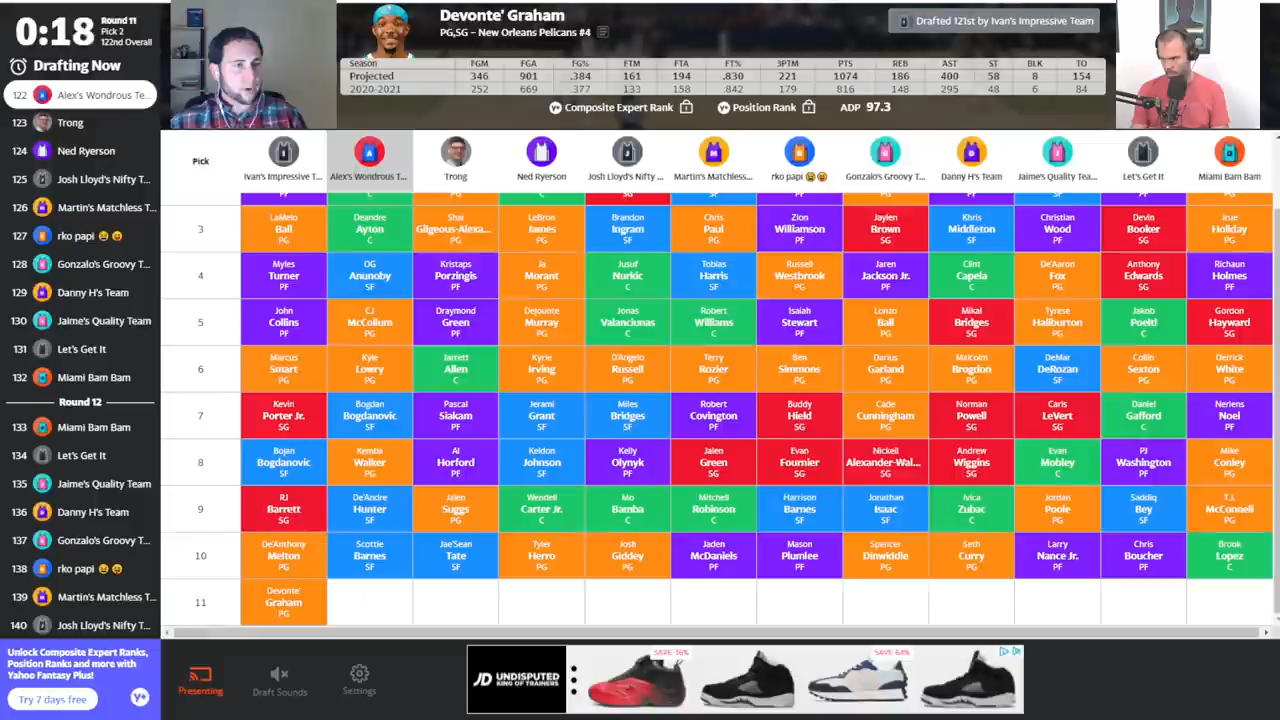 0:18
Round 11
Pick 2
122nd Overall
Drafting Now
122 A Alex's Wondrous Te...
123 Trong
124 Ned Ryerson
125 Josh Lloyd's Nifty T...
126 Martin's Matchless T...
127 rko papi 😫😛
128 Gonzalo's Groovy T...
129 Danny H's Team
130 Jaime's Quality Team
131 Let's Get It
132 Miami Bam Bam
Round 12
133 Miami Bam Bam
134 Let's Get It
135 Jaime's Quality Team
136 Danny H's Team
137 Gonzalo's Groovy T...
138 rko papi 😫😛
139 Martin's Matchless T...
140 Josh Lloyd's Nifty T...
Unlock Composite Expert Ranks,
Position Ranks and more with
Yahoo Fantasy Plus!
Try 7 days free
Y+
Devonte' Graham
PG,SG – New Orleans Pelicans #4
Drafted 121st by Ivan's Impressive Team
Season FGM FGA FG% FTM FTA FT% 3PTM PTS REB AST ST BLK TO
Projected 346 901 .384 161 194 .830 221 1074 186 400 58 8 154
2020-2021 252 669 .377 133 158 .842 179 816 148 295 48 6 84
Y+ Composite Expert Rank Y+ Position Rank ADP 97.3
Pick Ivan's Impressive T... Alex's Wondrous T... Trong Ned Ryerson Josh Lloyd's Nifty ... Martin's Matchless... rko papi 😫😛 Gonzalo's Groovy T... Danny H's Team Jaime's Quality Tea... Let's Get It Miami Bam Bam
PF C PG C SG SF PF PF SF PF PG
LaMelo Deandre Shai LeBron Brandon Chris Zion Jaylen Khris Christian Devin Jrue
3 Ball Ayton Gilgeous-Alexa... James Ingram Paul Williamson Brown Middleton Wood Booker Holiday
PG C PG PG SF PG PF SG SF PF SG PG
Myles OG Kristaps Ja Jusuf Tobias Russell Jaren Clint De'Aaron Anthony Richaun
4 Turner Anunoby Porzingis Morant Nurkic Harris Westbrook Jackson Jr. Capela Fox Edwards Holmes
PF SF PF PG C SF PG PF C PG SG PF
John CJ Draymond Dejounte Jonas Robert Isaiah Lonzo Mikal Tyrese Jakob Gordon
5 Collins McCollum Green Murray Valanciunas Williams Stewart Ball Bridges Haliburton Poeltl Hayward
PF PG PF PG C C PF PG SG PG C SG
Marcus Kyle Jarrett Kyrie D'Angelo Terry Ben Darius Malcolm DeMar Collin Derrick
6 Smart Lowry Allen Irving Russell Rozier Simmons Garland Brogdon DeRozan Sexton White
PG PG C PG PG PG PG PG PG SF PG PG
Kevin Bogdan Pascal Jerami Miles Robert Buddy Cade Norman Caris Daniel Nerlens
7 Porter Jr. Bogdanovic Siakam Grant Bridges Covington Hield Cunningham Powell LeVert Gafford Noel
SG SF PF SF SF PF SG PG SG SG C PF
Bojan Kemba Al Keldon Kelly Jalen Evan Nickeil Andrew Evan PJ Mike
8 Bogdanovic Walker Horford Johnson Olynyk Green Fournier Alexander-Wal... Wiggins Mobley Washington Conley
SF PG PF SF PF SG SG SG SG C PF PG
RJ De'Andre Jalen Wendell Mo Mitchell Harrison Jonathan Ivica Jordan Saddiq T.J.
9 Barrett Hunter Suggs Carter Jr. Bamba Robinson Barnes Isaac Zubac Poole Bey McConnell
SG SF PG C C C SF SF C PG SF PG
De'Anthony Scottie Jae'Sean Tyler Josh Jaden Mason Spencer Seth Larry Chris Brook
10 Melton Barnes Tate Herro Giddey McDaniels Plumlee Dinwiddie Curry Nance Jr. Boucher Lopez
PG SF SF PG PG PF PF PG PG PF PF C
Devonte'
11 Graham
PG
Presenting
Draft Sounds
Settings
JD UNDISPUTED
KING OF TRAINERS
SAVE 16%
SAVE 64%